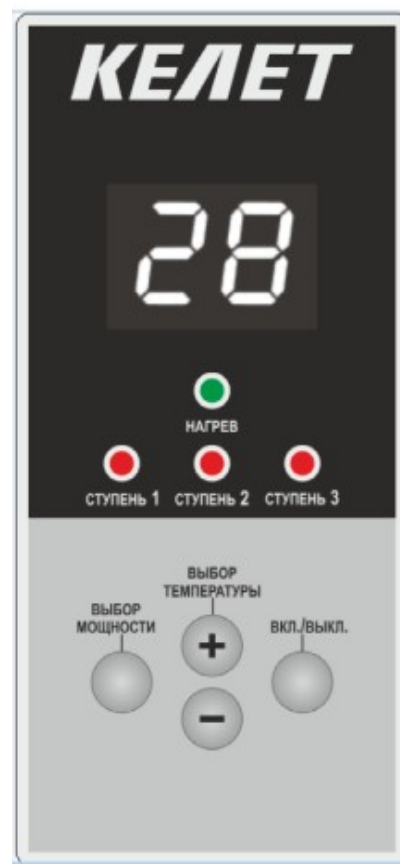 КЕЛЕТ
28
НАГРЕВ
СТУПЕНЬ 1 СТУПЕНЬ 2 СТУПЕНЬ 3
ВЫБОР
ТЕМПЕРАТУРЫ
ВЫБОР
МОЩНОСТИ
ВКЛ./ВЫКЛ.
+
−